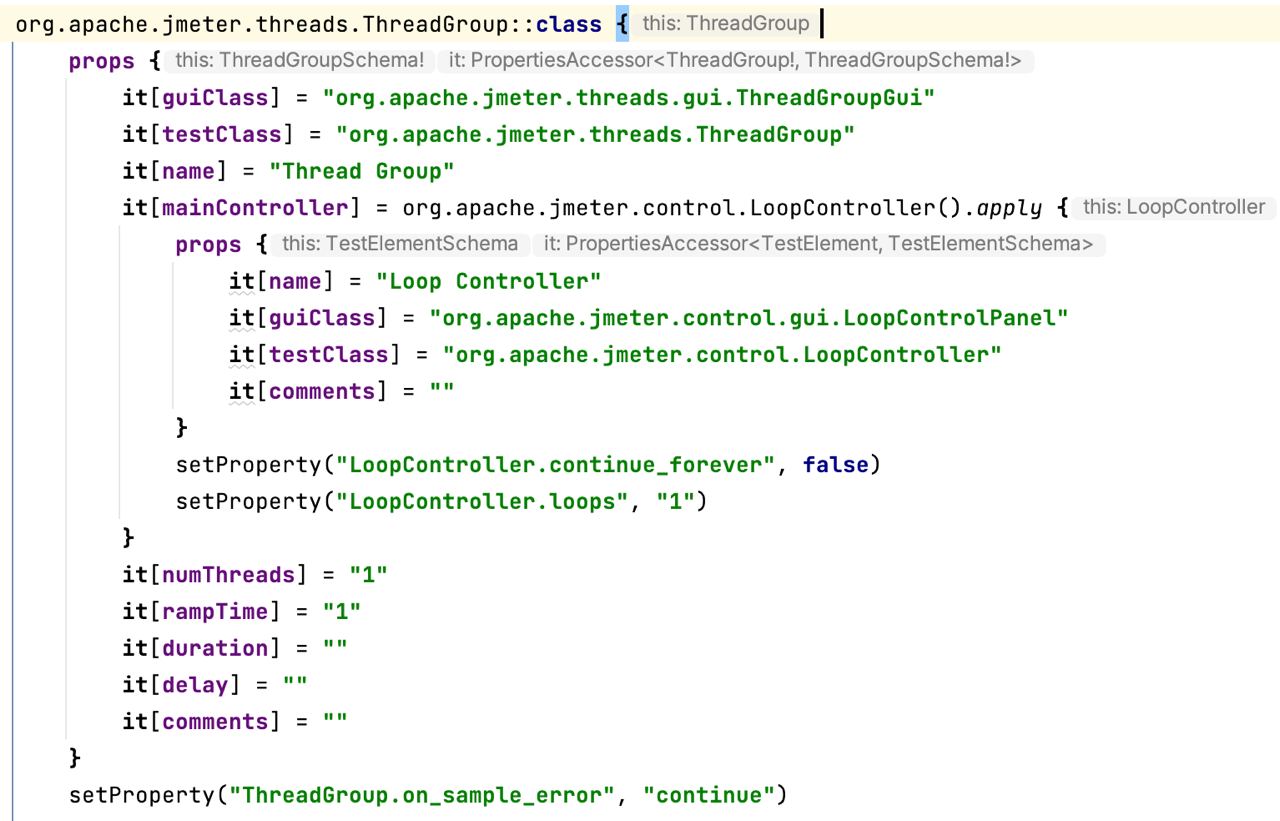 org.apache.jmeter.threads.ThreadGroup::class { this: ThreadGroup
props { this: ThreadGroupSchema! it: PropertiesAccessor<ThreadGroup!, ThreadGroupSchema!>
it[guiClass] = "org.apache.jmeter.threads.gui.ThreadGroupGui"
it[testClass] = "org.apache.jmeter.threads.ThreadGroup"
it[name] = "Thread Group"
it[mainController] = org.apache.jmeter.control.LoopController().apply { this: LoopController
props { this: TestElementSchema it: PropertiesAccessor<TestElement, TestElementSchema>
it[name] = "Loop Controller"
it[guiClass] = "org.apache.jmeter.control.gui.LoopControlPanel"
it[testClass] = "org.apache.jmeter.control.LoopController"
it[comments] = ""
}
setProperty("LoopController.continue_forever", false)
setProperty("LoopController.loops", "1")
}
it[numThreads] = "1"
it[rampTime] = "1"
it[duration] = ""
it[delay] = ""
it[comments] = ""
}
setProperty("ThreadGroup.on_sample_error", "continue")